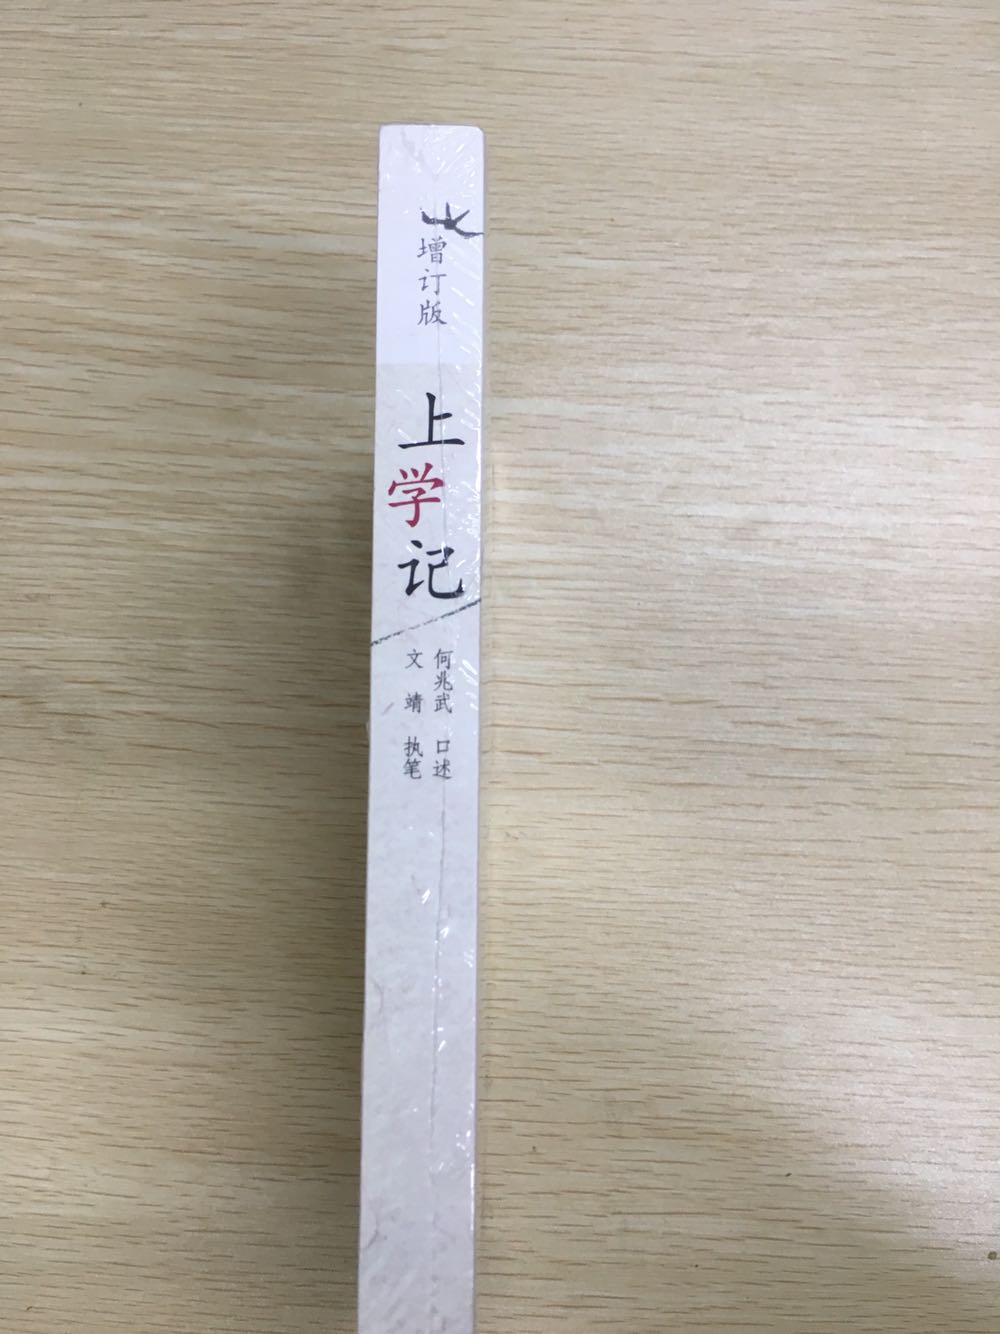 增订版
上学记
何兆武 口述
文靖 执笔